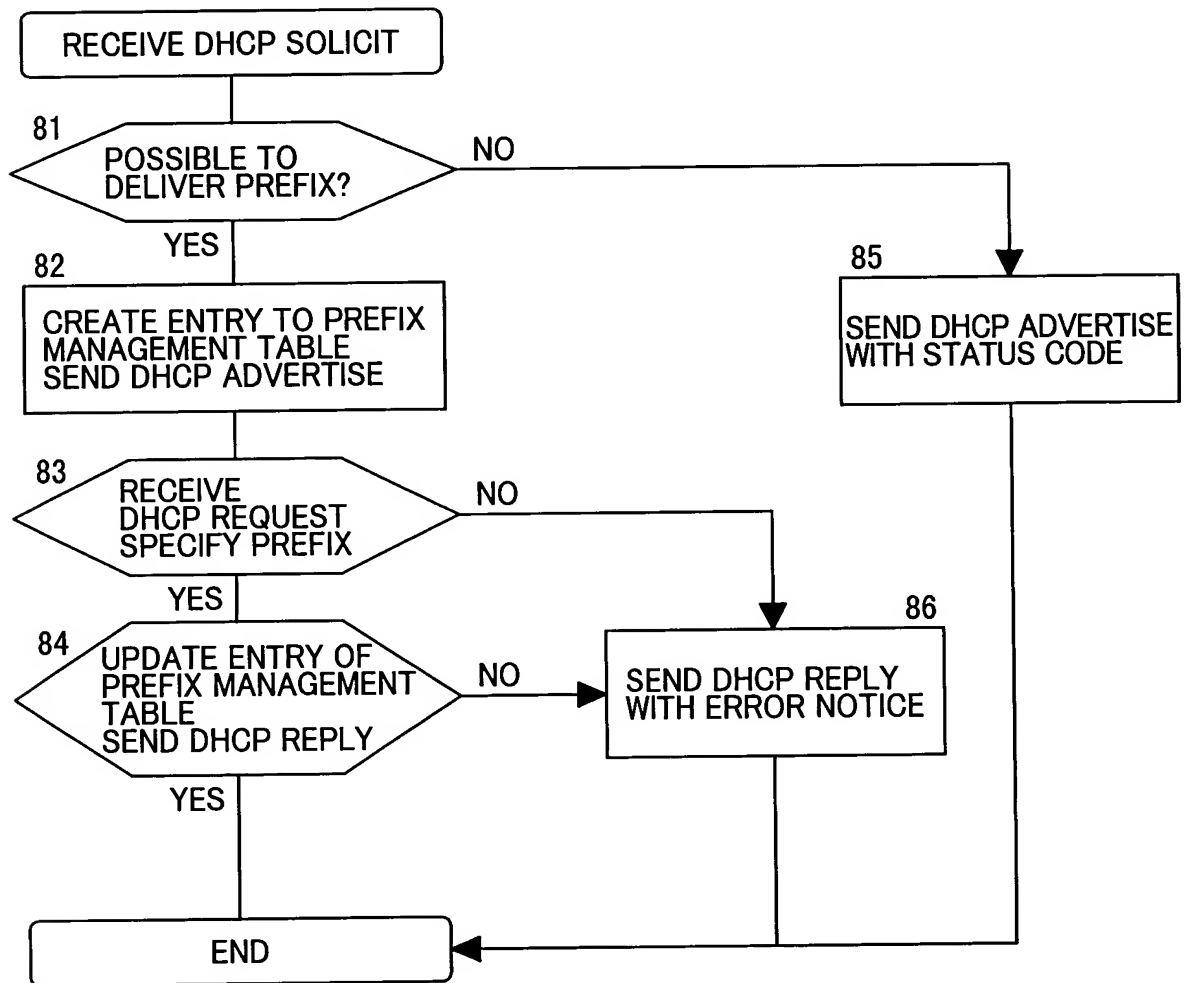 RECEIVE DHCP SOLICIT
81
POSSIBLE TO
DELIVER PREFIX?
NO
YES
82
CREATE ENTRY TO PREFIX
MANAGEMENT TABLE
SEND DHCP ADVERTISE
85
SEND DHCP ADVERTISE
WITH STATUS CODE
83
RECEIVE
DHCP REQUEST
SPECIFY PREFIX
NO
YES
84
UPDATE ENTRY OF
PREFIX MANAGEMENT
TABLE
SEND DHCP REPLY
NO
YES
86
SEND DHCP REPLY
WITH ERROR NOTICE
END